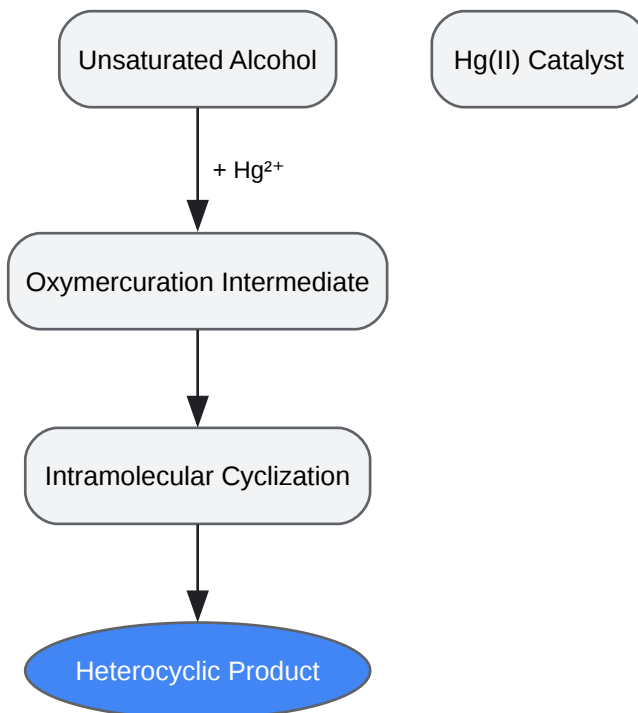 Unsaturated Alcohol
Hg(II) Catalyst
+ Hg²⁺
Oxymercuration Intermediate
Intramolecular Cyclization
Heterocyclic Product